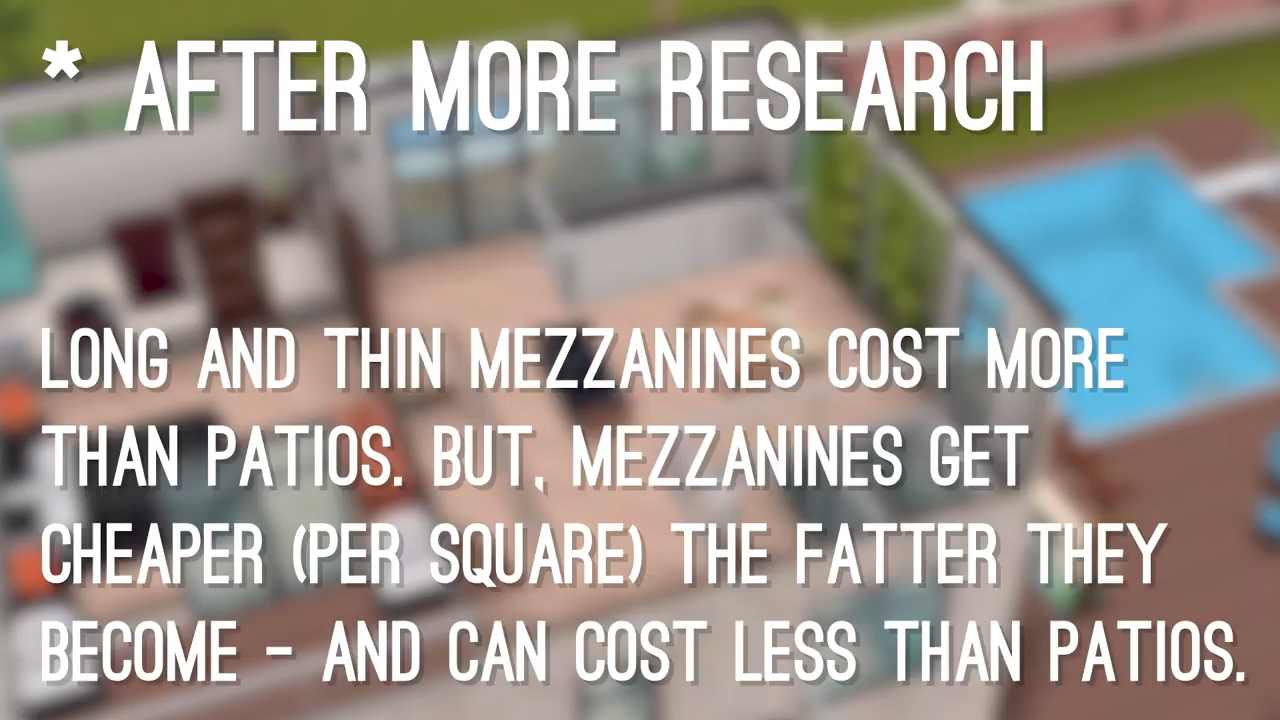 * AFTER MORE RESEARCH
LONG AND THIN MEZZANINES COST MORE
THAN PATIOS. BUT, MEZZANINES GET
CHEAPER (PER SQUARE) THE FATTER THEY
BECOME - AND CAN COST LESS THAN PATIOS.